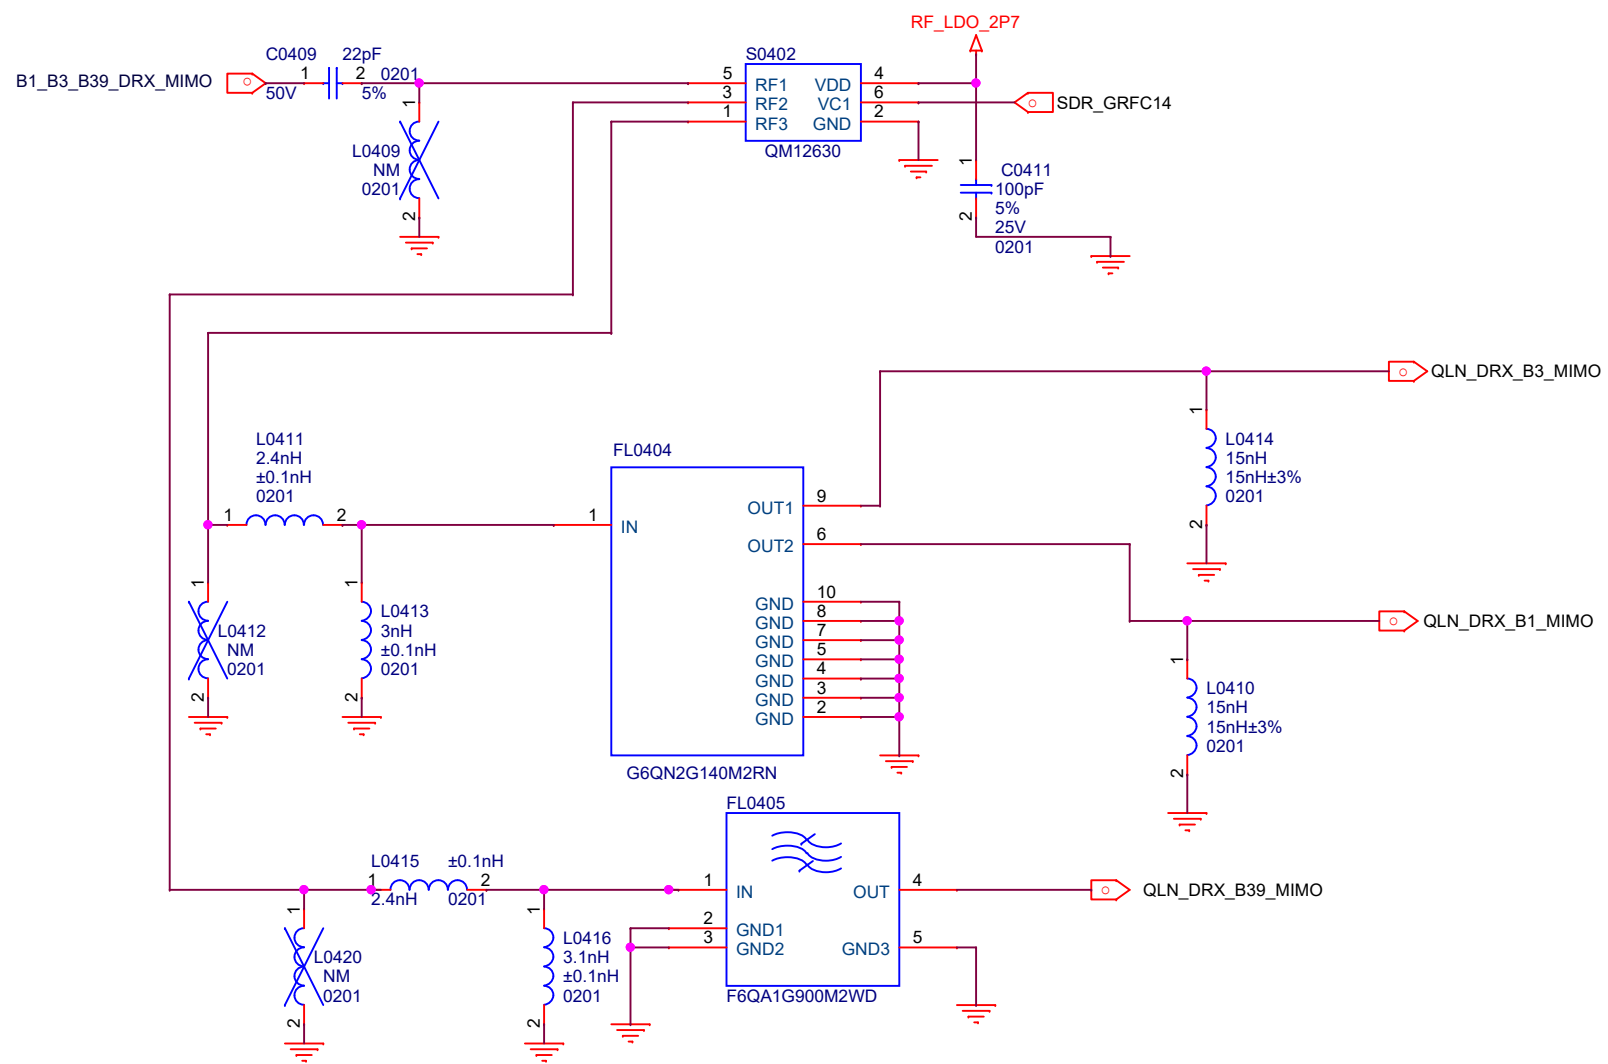 RF_LDO_2P7
C0409 22pF
B1_B3_B39_DRX_MIMO
1 2 0201
50V 5%
S0402
5 RF1 VDD 4
3 RF2 VC1 6
1 RF3 GND 2
QM12630
SDR_GRFC14
1
L0409
NM
0201
2
1
C0411
100pF
5%
25V
0201
2
QLN_DRX_B3_MIMO
1
L0414
15nH
15nH±3%
0201
2
L0411
2.4nH
±0.1nH
0201
1 2
FL0404
1 IN
OUT1 9
OUT2 6
GND 10
GND 8
GND 7
GND 5
GND 4
GND 3
GND 2
G6QN2G140M2RN
1
L0412
NM
0201
2
1
L0413
3nH
±0.1nH
0201
2
QLN_DRX_B1_MIMO
1
L0410
15nH
15nH±3%
0201
2
FL0405
L0415 ±0.1nH
1 2
2.4nH 0201
1 IN OUT 4
2 GND1
3 GND2 GND3 5
F6QA1G900M2WD
QLN_DRX_B39_MIMO
1
L0420
NM
0201
2
1
L0416
3.1nH
±0.1nH
0201
2